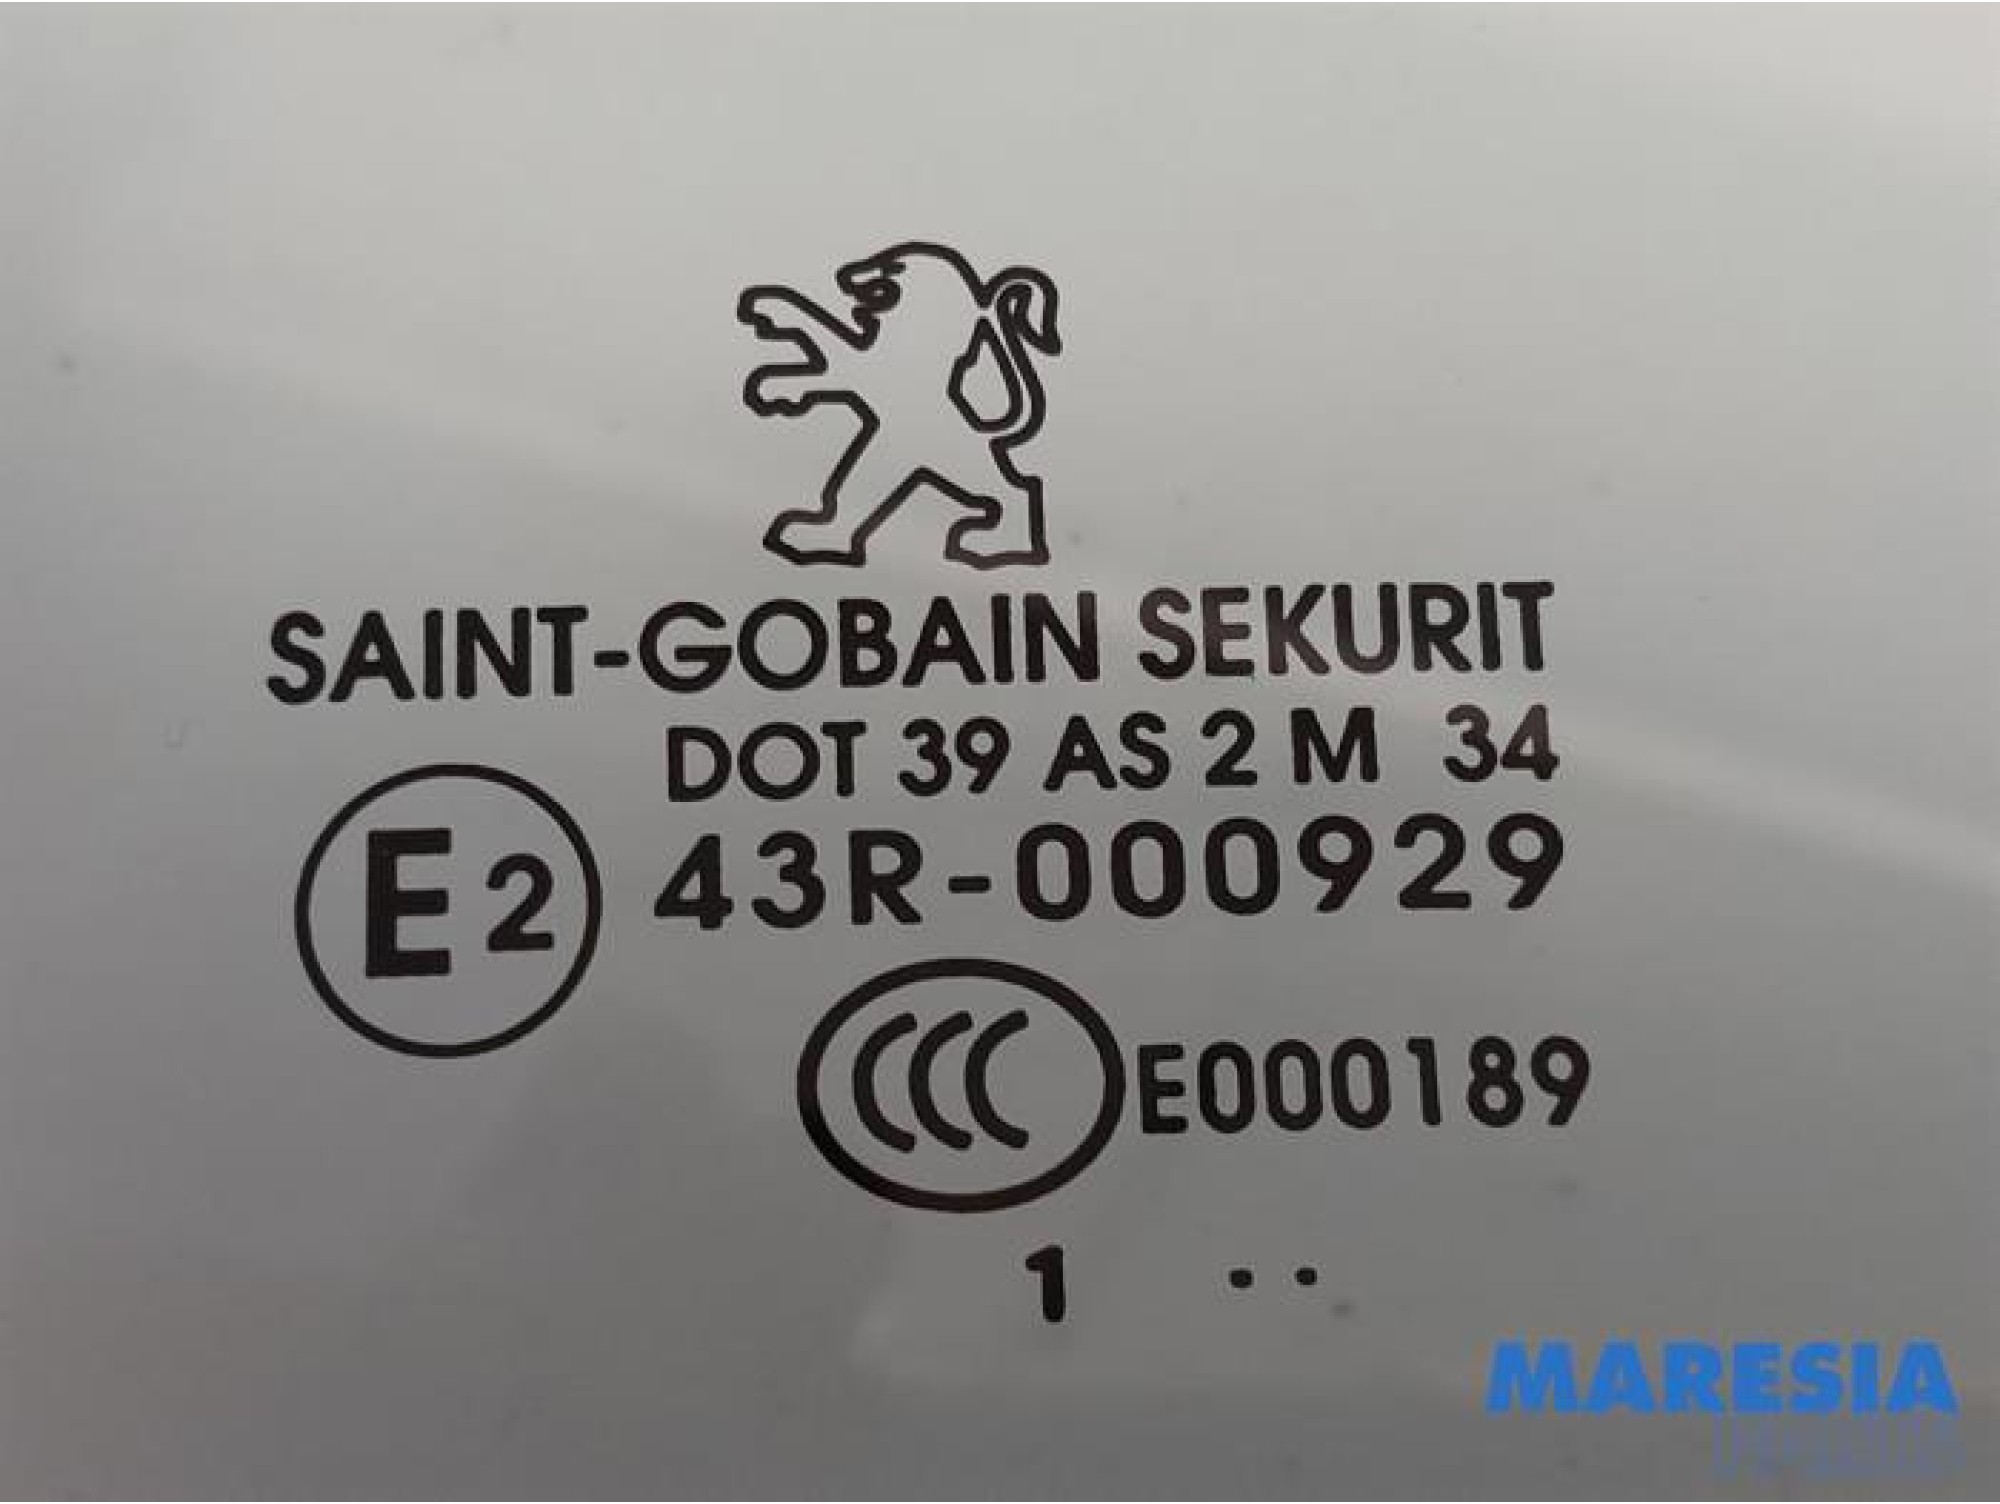 SAINT-GOBAIN SEKURIT
DOT 39 AS 2 M 34
E2 43R-000929
CCC E000189
1 ..
MARESIA